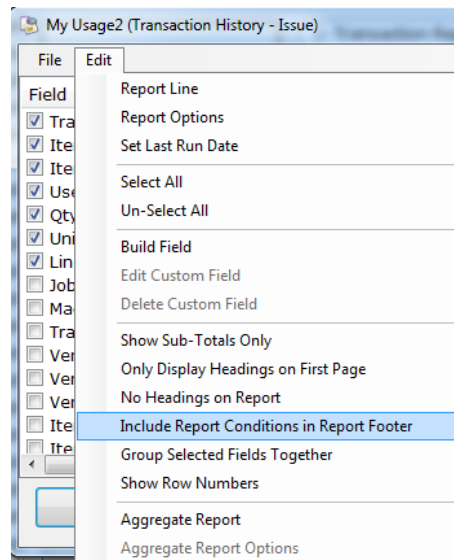 My Usage2 (Transaction History - Issue)
File Edit
Field
Report Line
Tra
Report Options
Ite
Set Last Run Date
Ite
Use
Select All
Qty
Un-Select All
Uni
Build Field
Lin
Edit Custom Field
Job
Delete Custom Field
Ma
Tra
Show Sub-Totals Only
Ver
Only Display Headings on First Page
Ver
No Headings on Report
Ver
Include Report Conditions in Report Footer
Ite
Group Selected Fields Together
Ite
Show Row Numbers
Aggregate Report
Aggregate Report Options